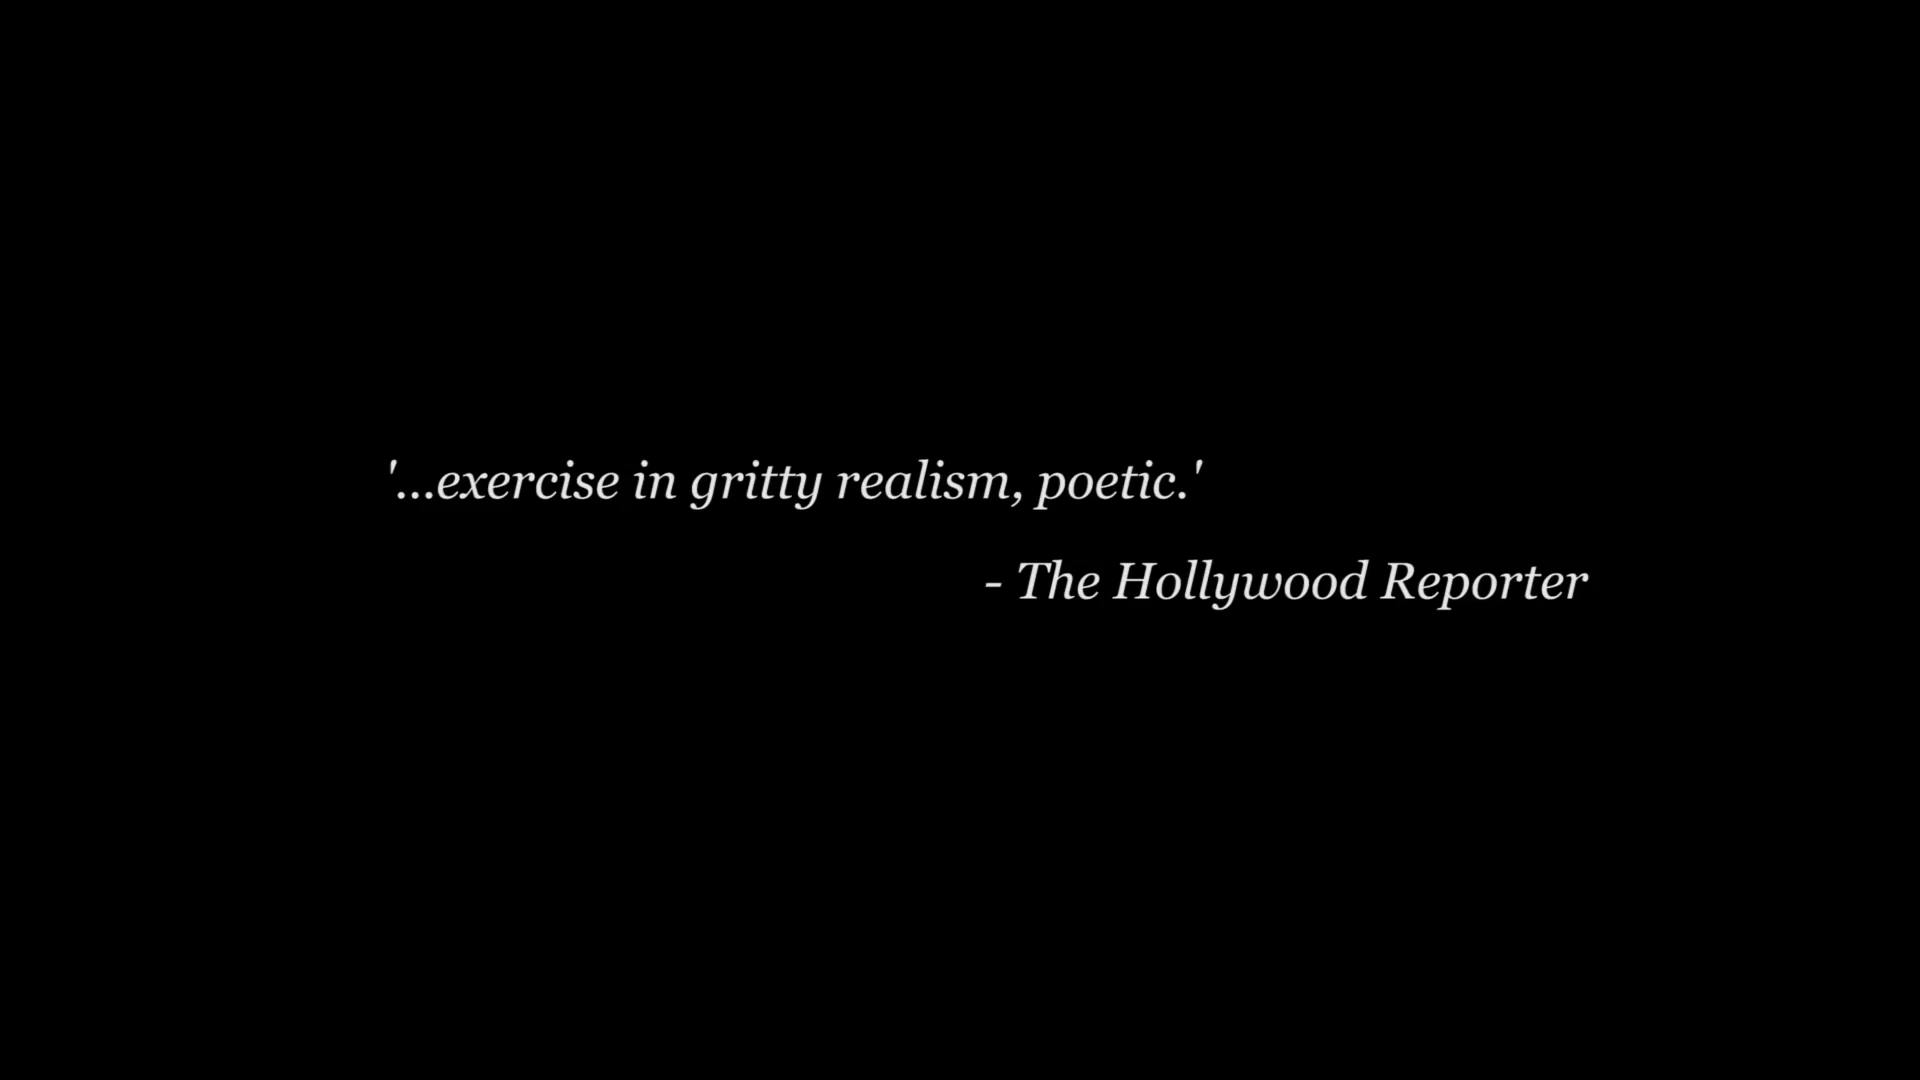 '...exercise in gritty realism, poetic.'
- The Hollywood Reporter